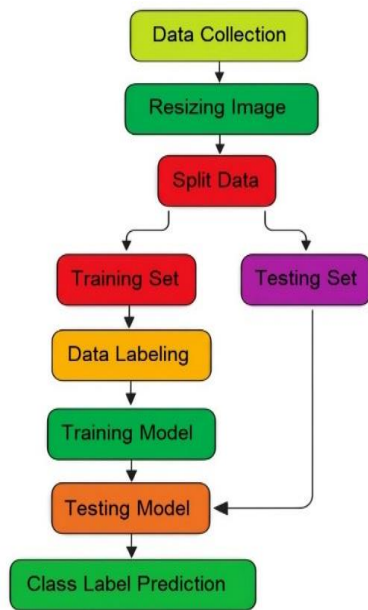 Data Collection
Resizing Image
Split Data
Training Set
Testing Set
Data Labeling
Training Model
Testing Model
Class Label Prediction